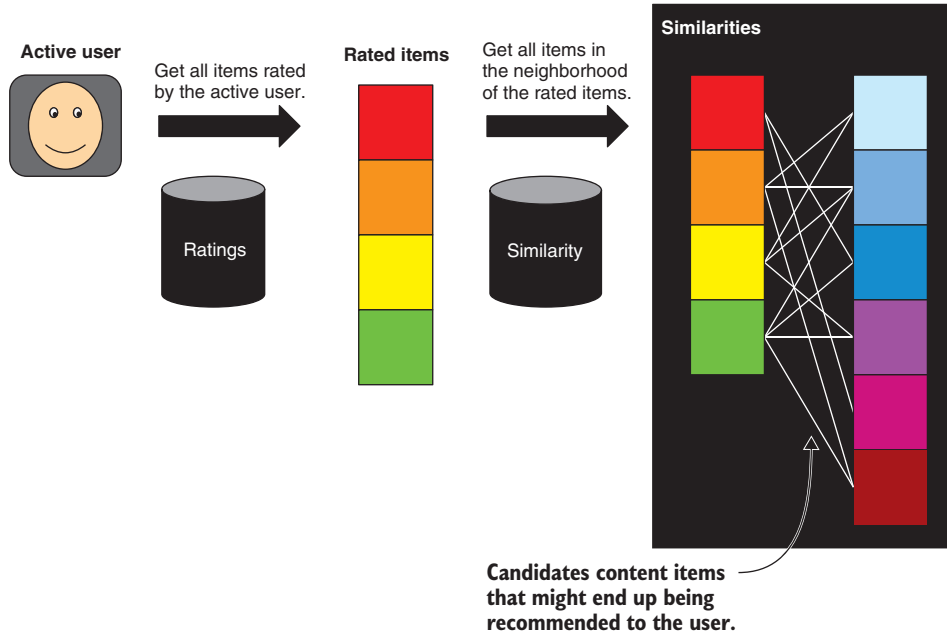 Active user
Get all items rated
by the active user.
Ratings
Rated items
Get all items in
the neighborhood
of the rated items.
Similarity
Similarities
Candidates content items
that might end up being
recommended to the user.